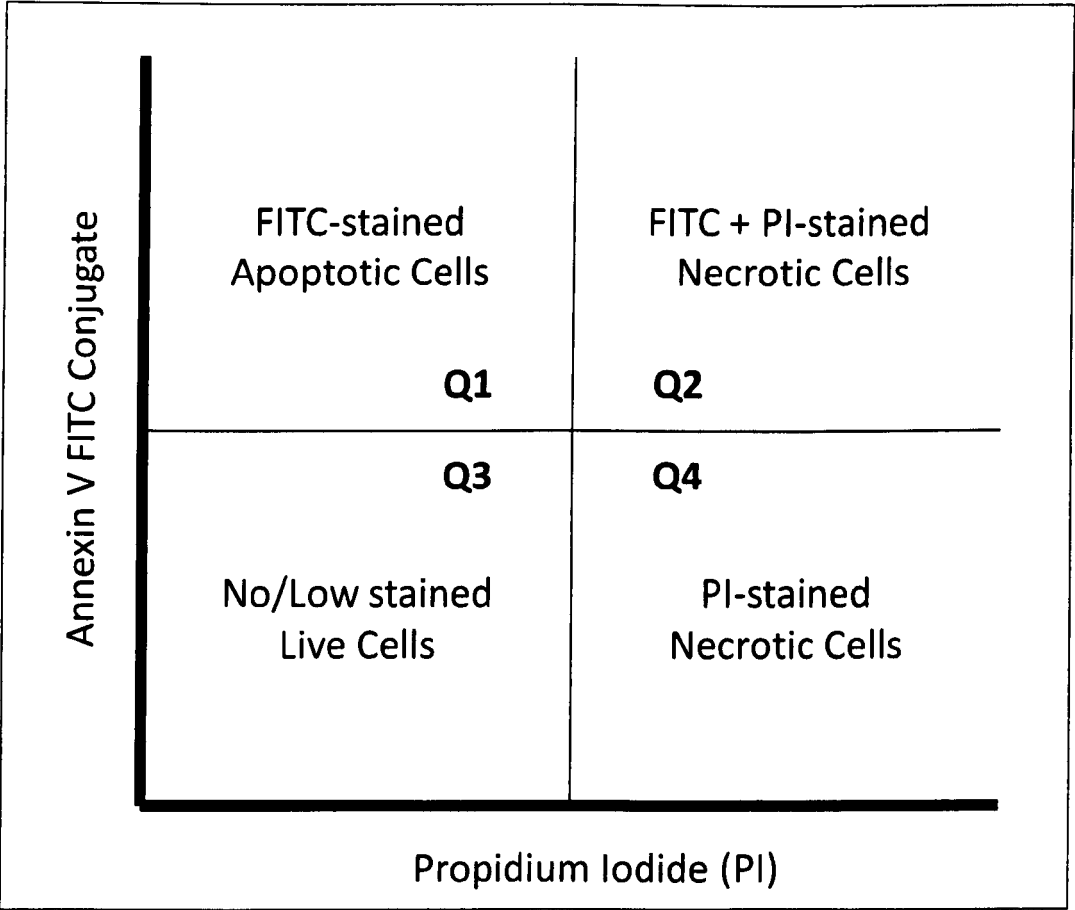 Annexin V FITC Conjugate
FITC-stained
Apoptotic Cells
Q1
FITC + PI-stained
Necrotic Cells
Q2
Q3
No/Low stained
Live Cells
Q4
PI-stained
Necrotic Cells
Propidium Iodide (PI)